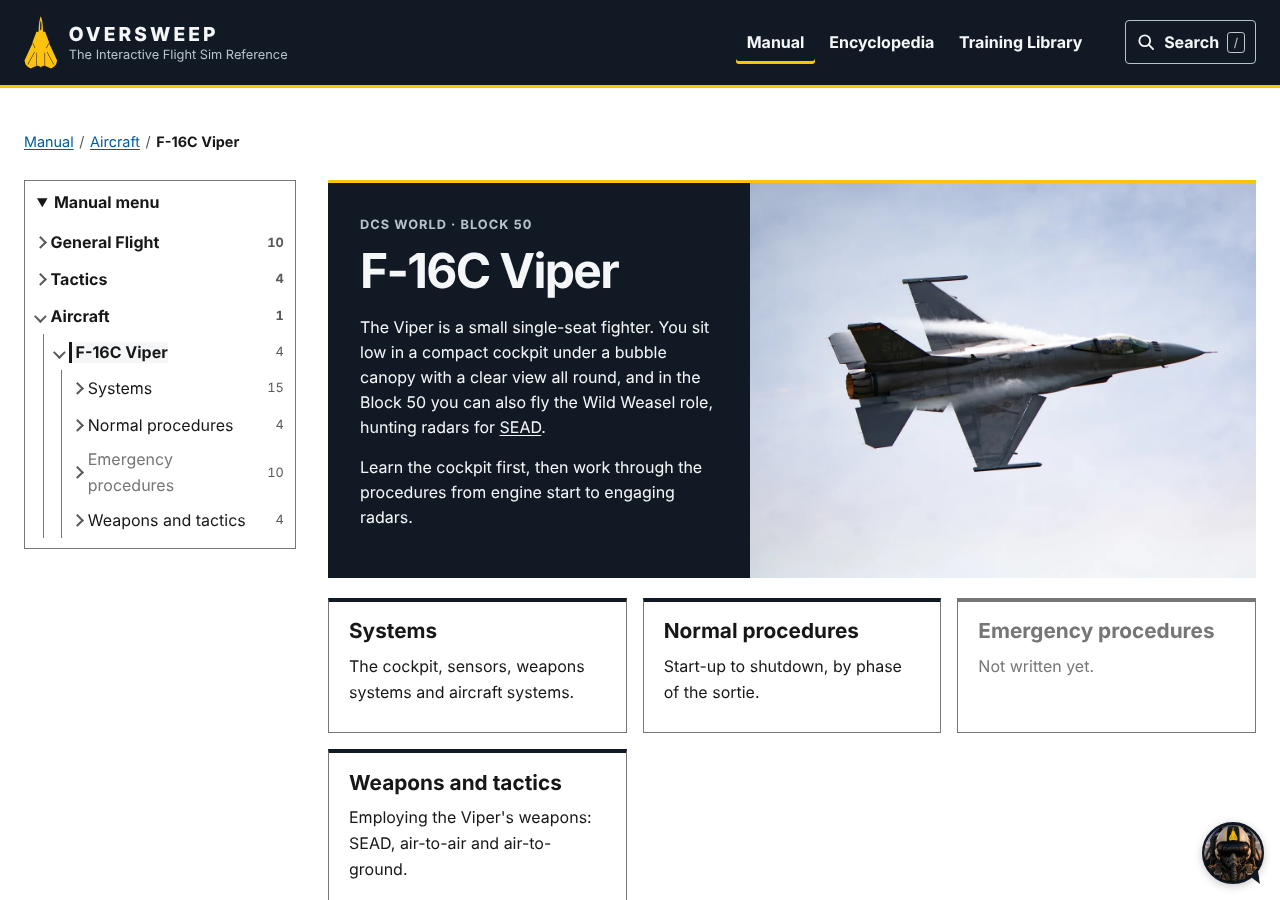 OVERSWEEP
The Interactive Flight Sim Reference
Manual
Encyclopedia
Training Library
Search /
Manual / Aircraft / F-16C Viper
Manual menu
General Flight 10
Tactics 4
Aircraft 1
F-16C Viper 4
Systems 15
Normal procedures 4
Emergency
procedures 10
Weapons and tactics 4
DCS WORLD · BLOCK 50
F-16C Viper
The Viper is a small single-seat fighter. You sit
low in a compact cockpit under a bubble
canopy with a clear view all round, and in the
Block 50 you can also fly the Wild Weasel role,
hunting radars for SEAD.
Learn the cockpit first, then work through the
procedures from engine start to engaging
radars.
Systems
The cockpit, sensors, weapons
systems and aircraft systems.
Normal procedures
Start-up to shutdown, by phase
of the sortie.
Emergency procedures
Not written yet.
Weapons and tactics
Employing the Viper's weapons:
SEAD, air-to-air and air-to-
ground.